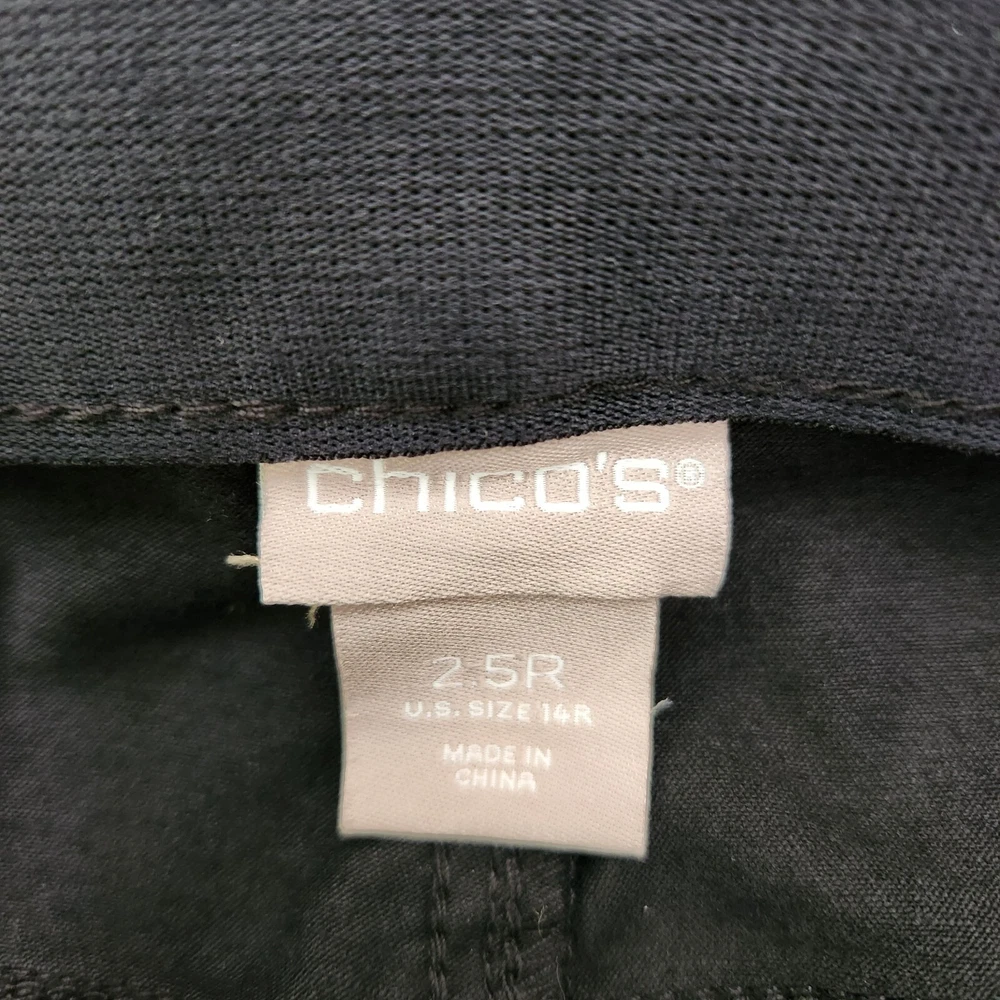 chico's®
2.5R
U.S. SIZE 14R
MADE IN
CHINA